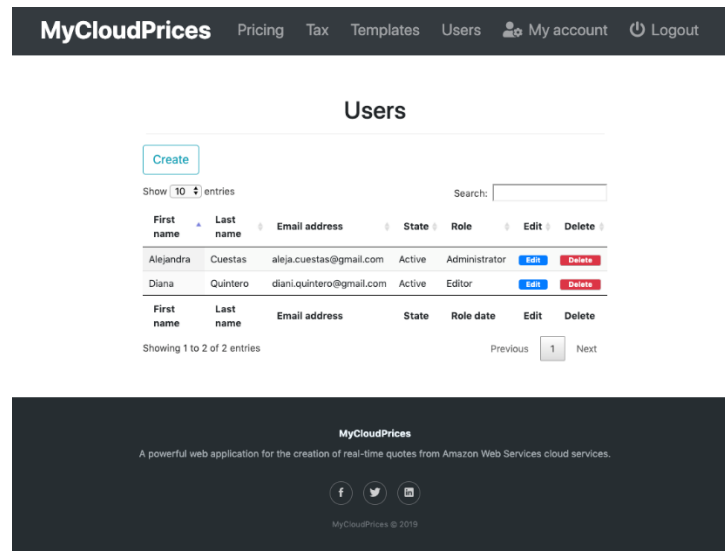 MyCloudPrices Pricing Tax Templates Users My account Logout
Users
Create
Show 10 entries Search:
First name Last name Email address State Role Edit Delete
Alejandra Cuestas aleja.cuestas@gmail.com Active Administrator Edit Delete
Diana Quintero diani.quintero@gmail.com Active Editor Edit Delete
First name Last name Email address State Role date Edit Delete
Showing 1 to 2 of 2 entries Previous 1 Next
MyCloudPrices
A powerful web application for the creation of real-time quotes from Amazon Web Services cloud services.
MyCloudPrices @ 2019